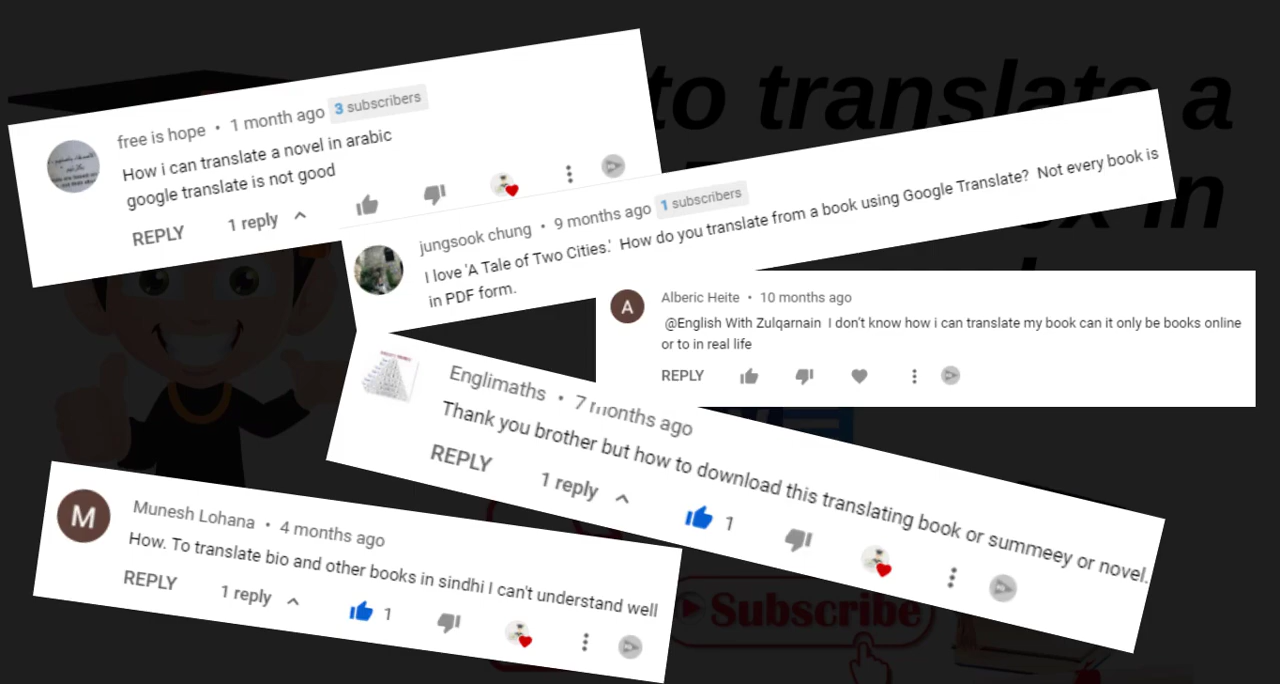 to translate a
in
free is hope • 1 month ago 3 subscribers
How i can translate a novel in arabic
google translate is not good
REPLY 1 reply
jungsook chung • 9 months ago 1 subscribers
I love 'A Tale of Two Cities.' How do you translate from a book using Google Translate? Not every book is
in PDF form.
A
Alberic Heite • 10 months ago
@English With Zulqarnain I don't know how i can translate my book can it only be books online
or to in real life
REPLY
Englimaths • 7 months ago
Thank you brother but how to download this translating book or summeey or novel.
REPLY 1 reply 1
M
Munesh Lohana • 4 months ago
How. To translate bio and other books in sindhi I can't understand well
REPLY 1 reply 1
Subscribe